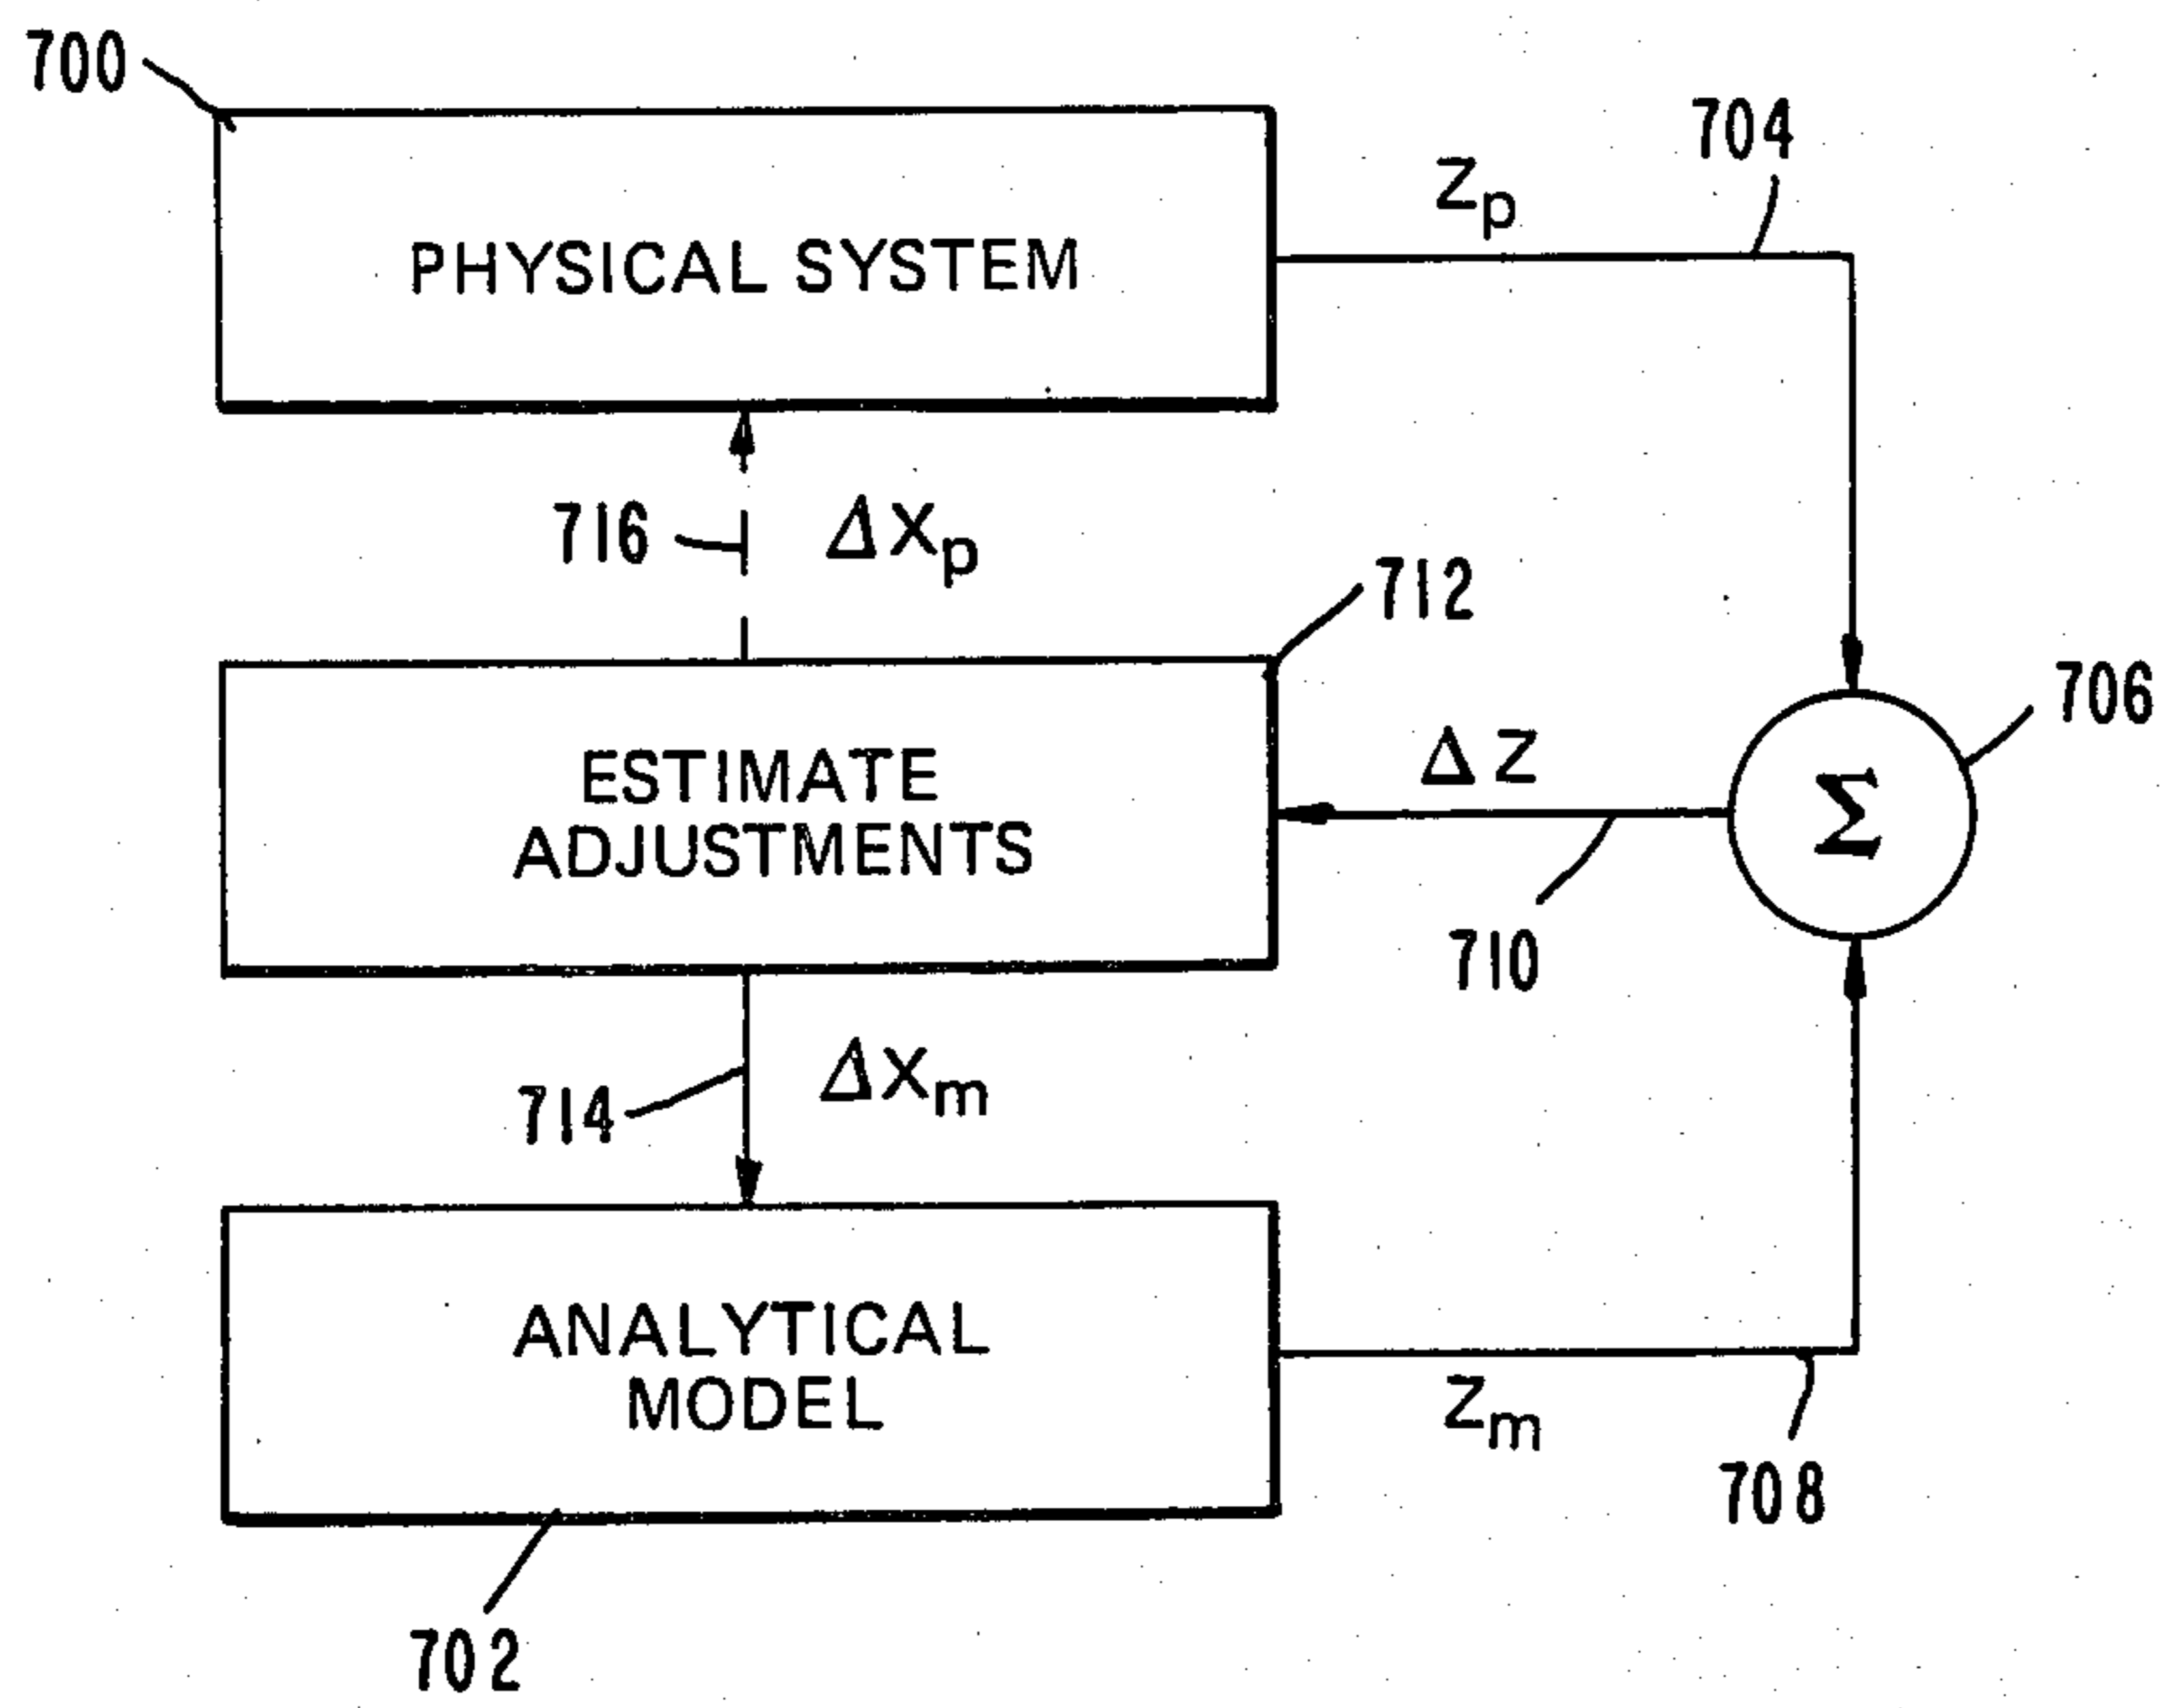 700
704
Zp
PHYSICAL SYSTEM
716
ΔXp
712
706
ΔZ
ESTIMATE
ADJUSTMENTS
Σ
710
ΔXm
714
ANALYTICAL
MODEL
Zm
708
702